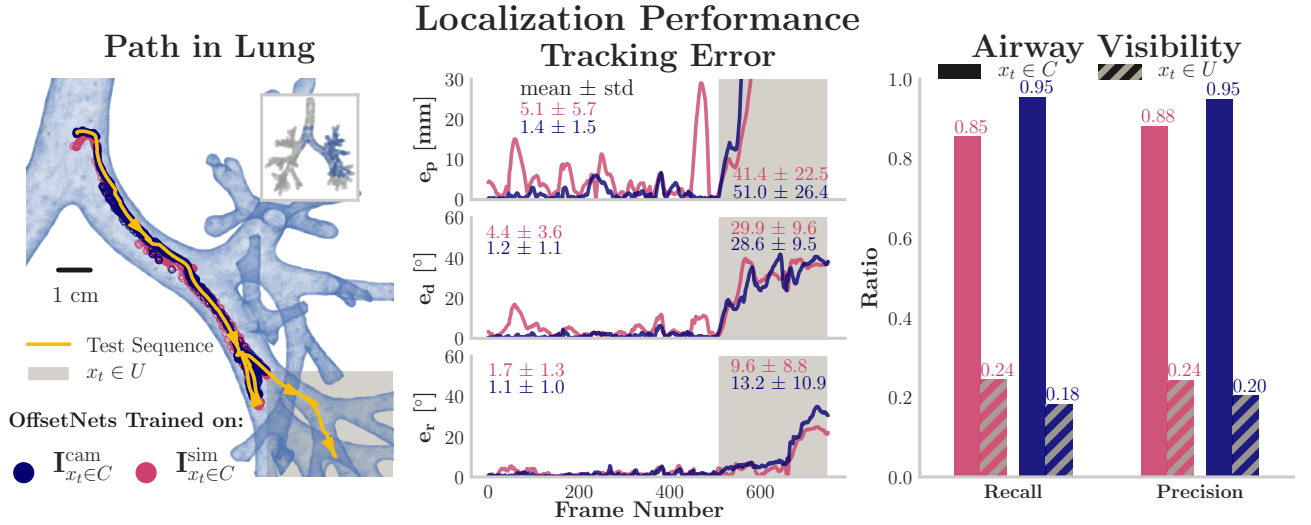 Localization Performance
Path in Lung
1 cm
Test Sequence
x_t ∈ U
OffsetNets Trained on:
I^cam_{x_t∈C}
I^sim_{x_t∈C}
Tracking Error
e_p [mm]
30
20
10
0
mean ± std
5.1 ± 5.7
1.4 ± 1.5
41.4 ± 22.5
51.0 ± 26.4
e_d [°]
60
40
20
0
4.4 ± 3.6
1.2 ± 1.1
29.9 ± 9.6
28.6 ± 9.5
e_r [°]
60
40
20
0
1.7 ± 1.3
1.1 ± 1.0
9.6 ± 8.8
13.2 ± 10.9
0 200 400 600
Frame Number
Airway Visibility
x_t ∈ C
x_t ∈ U
Ratio
1.0
0.8
0.6
0.4
0.2
0.0
0.85
0.24
0.95
0.18
0.88
0.24
0.95
0.20
Recall
Precision